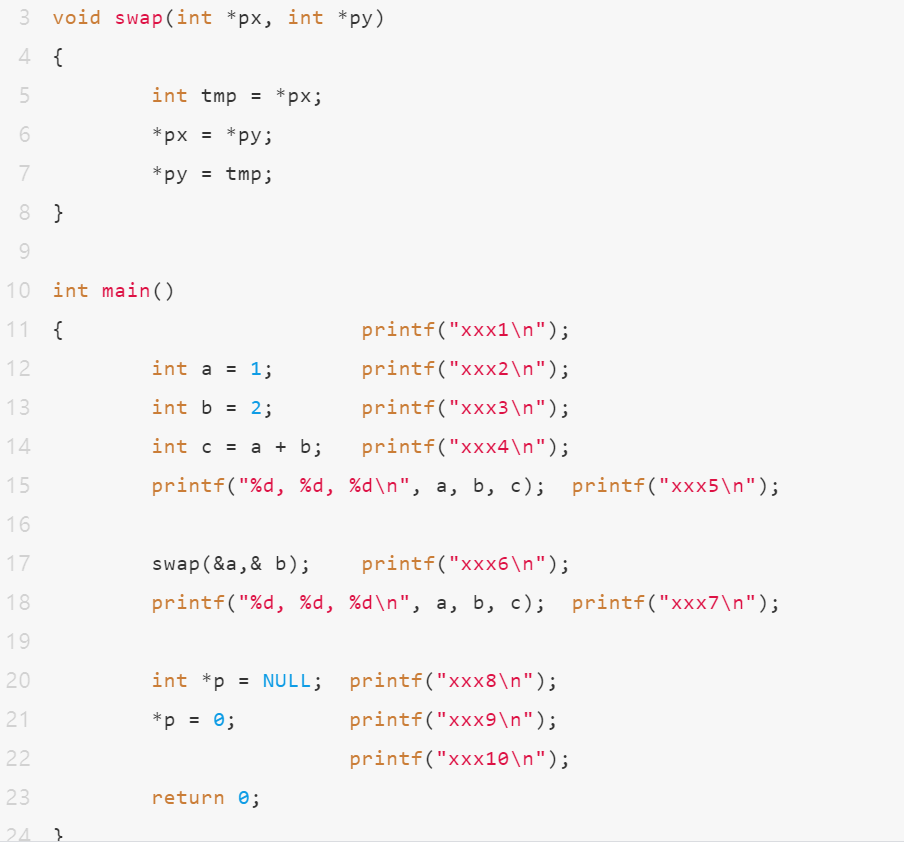 3 void swap(int *px, int *py)
4 {
5 int tmp = *px;
6 *px = *py;
7 *py = tmp;
8 }
9
10 int main()
11 { printf("xxx1\n");
12 int a = 1; printf("xxx2\n");
13 int b = 2; printf("xxx3\n");
14 int c = a + b; printf("xxx4\n");
15 printf("%d, %d, %d\n", a, b, c); printf("xxx5\n");
16
17 swap(&a,& b); printf("xxx6\n");
18 printf("%d, %d, %d\n", a, b, c); printf("xxx7\n");
19
20 int *p = NULL; printf("xxx8\n");
21 *p = 0; printf("xxx9\n");
22 printf("xxx10\n");
23 return 0;
24 }